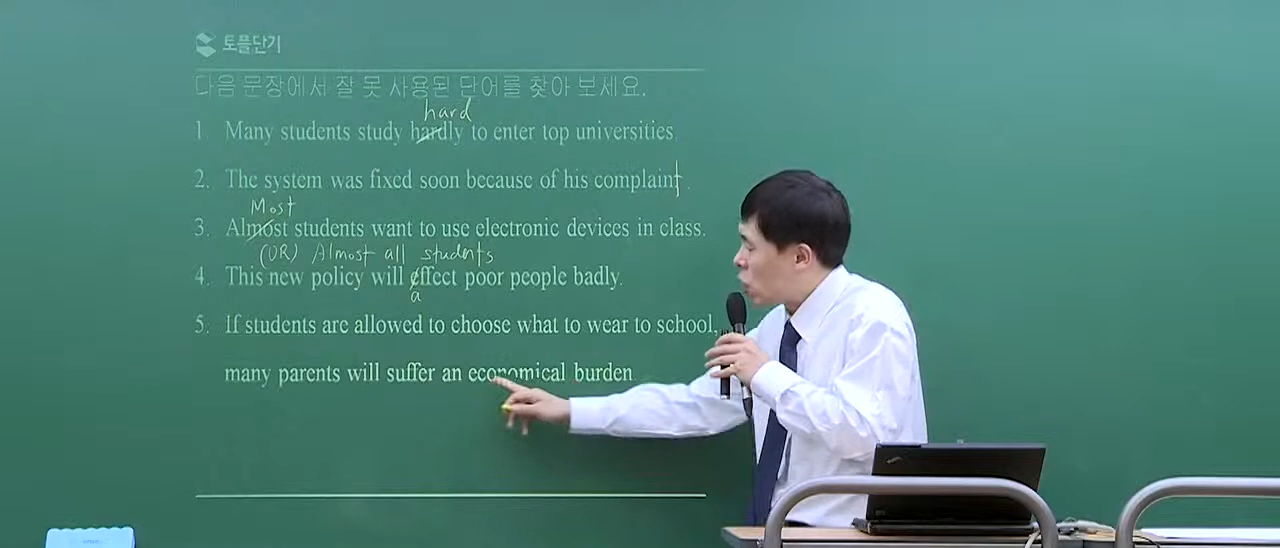 토플단기
다음 문장에서 잘 못 사용된 단어를 찾아 보세요.
hard
1. Many students study hardly to enter top universities
2. The system was fixed soon because of his complaint.
Most
3. Almost students want to use electronic devices in class.
(OR) Almost all students
4. This new policy will effect poor people badly.
a
5. If students are allowed to choose what to wear to school,
many parents will suffer an economical burden